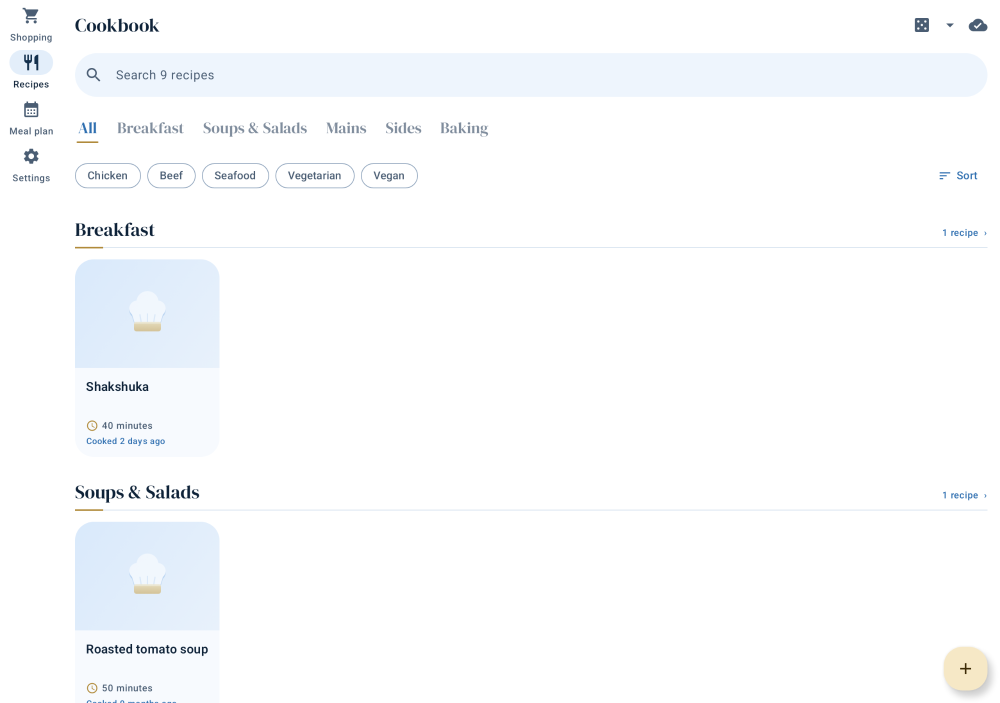 Shopping
Recipes
Meal plan
Settings
Cookbook
Search 9 recipes
All Breakfast Soups & Salads Mains Sides Baking
Chicken Beef Seafood Vegetarian Vegan Sort
Breakfast 1 recipe ›
Shakshuka
40 minutes
Cooked 2 days ago
Soups & Salads 1 recipe ›
Roasted tomato soup
50 minutes